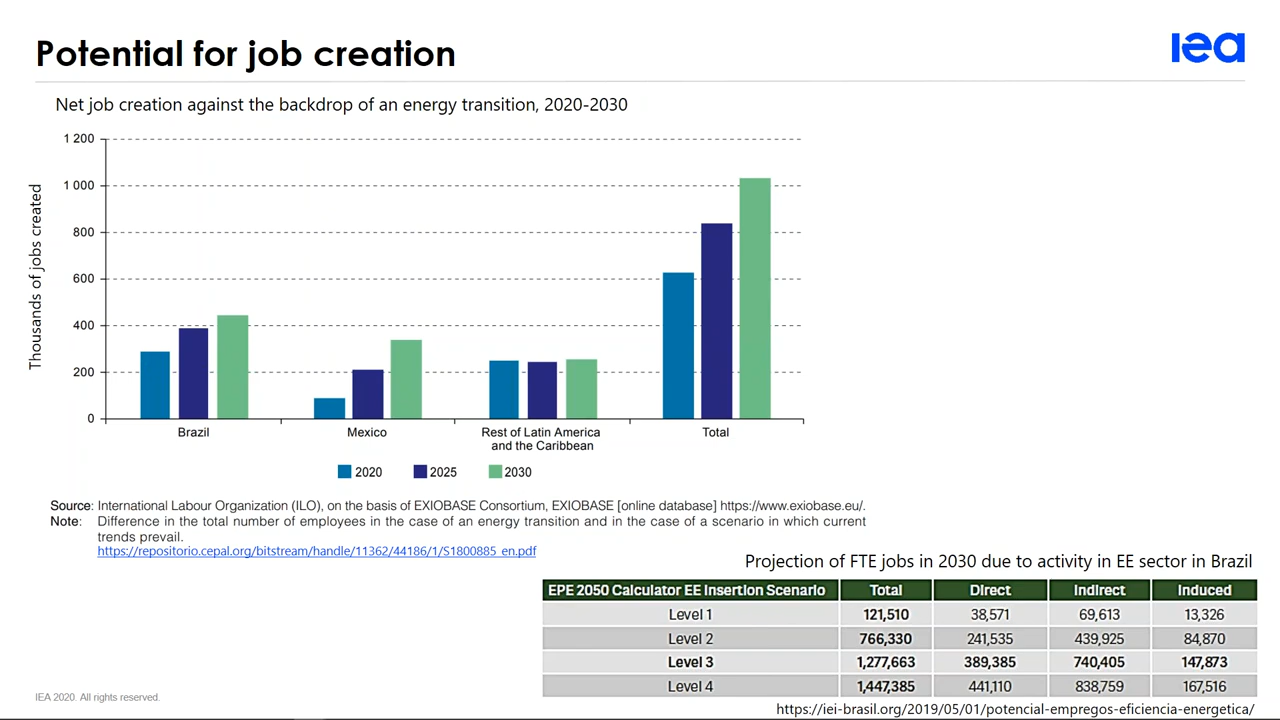 Potential for job creation
iea
Net job creation against the backdrop of an energy transition, 2020-2030
Thousands of jobs created
1 200
1 000
800
600
400
200
0
Brazil
Mexico
Rest of Latin America
and the Caribbean
Total
2020
2025
2030
Source: International Labour Organization (ILO), on the basis of EXIOBASE Consortium, EXIOBASE [online database] https://www.exiobase.eu/.
Note: Difference in the total number of employees in the case of an energy transition and in the case of a scenario in which current
trends prevail.
https://repositorio.cepal.org/bitstream/handle/11362/44186/1/S1800885_en.pdf
Projection of FTE jobs in 2030 due to activity in EE sector in Brazil
EPE 2050 Calculator EE Insertion Scenario Total Direct Indirect Induced
Level 1 121,510 38,571 69,613 13,326
Level 2 766,330 241,535 439,925 84,870
Level 3 1,277,663 389,385 740,405 147,873
Level 4 1,447,385 441,110 838,759 167,516
https://iei-brasil.org/2019/05/01/potencial-empregos-eficiencia-energetica/
IEA 2020. All rights reserved.